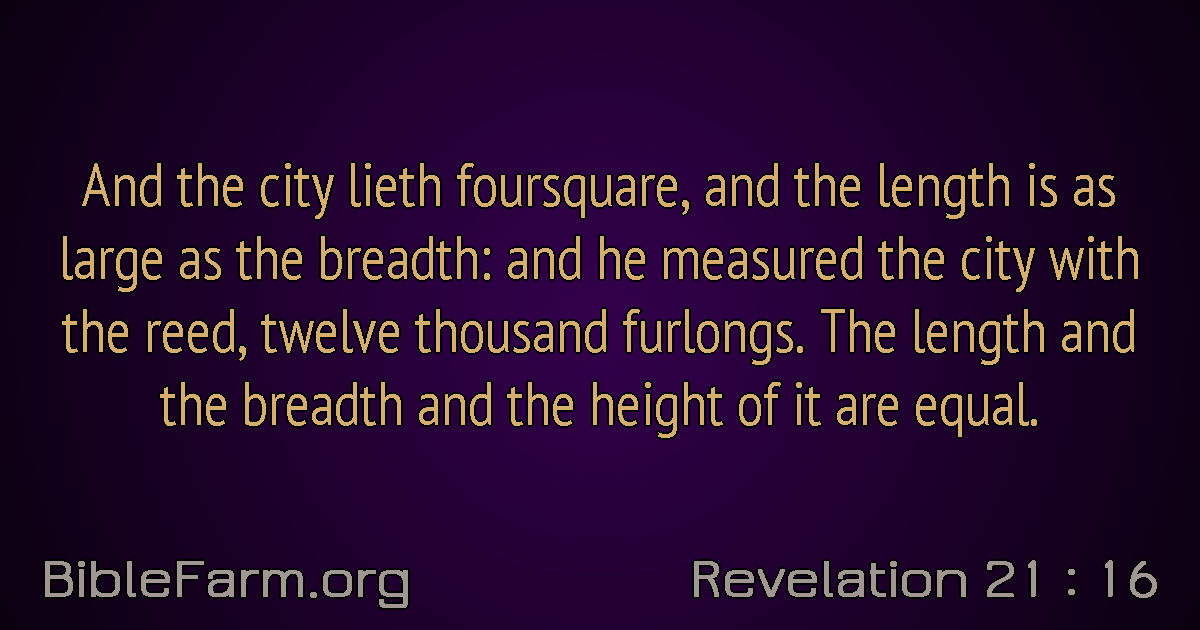 And the city lieth foursquare, and the length is as
large as the breadth: and he measured the city with
the reed, twelve thousand furlongs. The length and
the breadth and the height of it are equal.
BibleFarm.org
Revelation 21 : 16